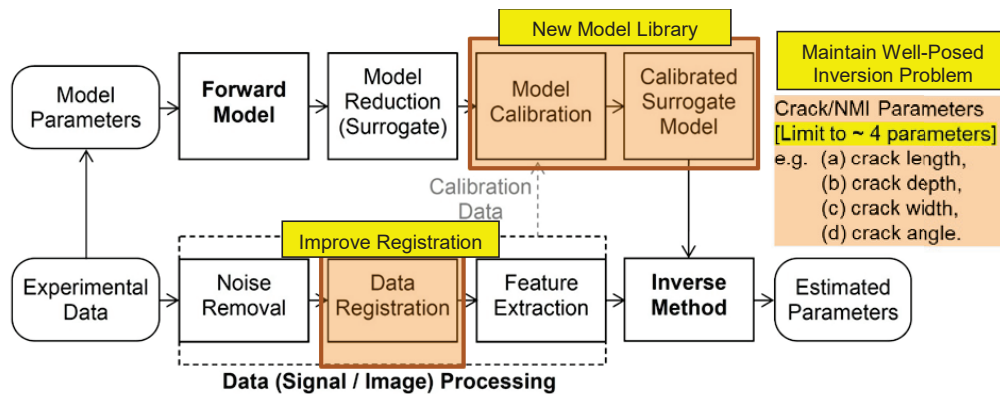 New Model Library
Maintain Well-Posed
Inversion Problem
Model
Parameters
Forward
Model
Model
Reduction
(Surrogate)
Model
Calibration
Calibrated
Surrogate
Model
Crack/NMI Parameters
[Limit to ~ 4 parameters]
e.g. (a) crack length,
(b) crack depth,
(c) crack width,
(d) crack angle.
Calibration
Data
Improve Registration
Experimental
Data
Noise
Removal
Data
Registration
Feature
Extraction
Inverse
Method
Estimated
Parameters
Data (Signal / Image) Processing